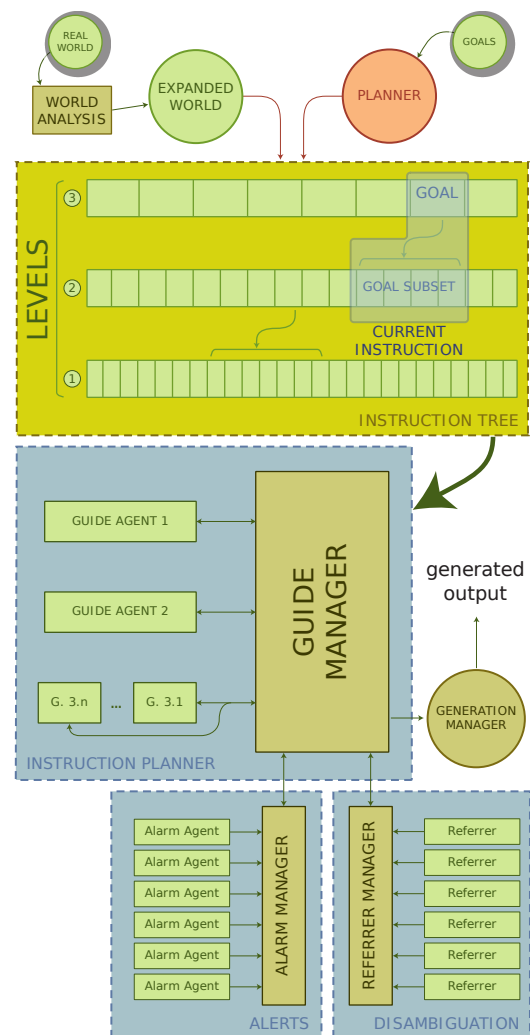 REAL
WORLD
GOALS
WORLD
ANALYSIS
EXPANDED
WORLD
PLANNER
LEVELS
3
GOAL
2
GOAL SUBSET
CURRENT
INSTRUCTION
1
INSTRUCTION TREE
GUIDE AGENT 1
GUIDE AGENT 2
G. 3.n
...
G. 3.1
GUIDE
MANAGER
generated
output
GENERATION
MANAGER
INSTRUCTION PLANNER
Alarm Agent
Alarm Agent
Alarm Agent
Alarm Agent
Alarm Agent
Alarm Agent
ALARM MANAGER
ALERTS
REFERRER MANAGER
Referrer
Referrer
Referrer
Referrer
Referrer
Referrer
DISAMBIGUATION